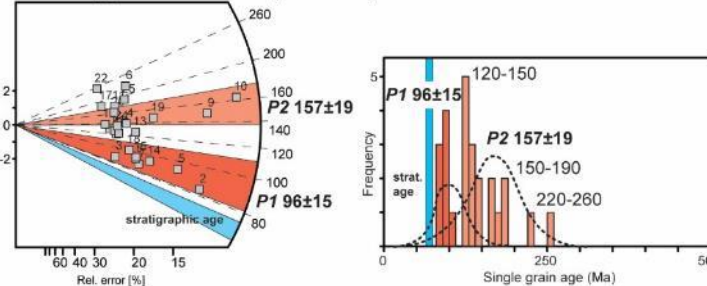 260
200
160
P2 157±19
140
120
100
P1 96±15
80
stratigraphic age
2
0
-2
22
6
5
17
10
9
19
13
3
14
5
2
60 40 30 20 15
Rel. error [%]
5
P1 96±15
120-150
P2 157±19
strat.
age
150-190
220-260
Frequency
0
0 250 50
Single grain age (Ma)